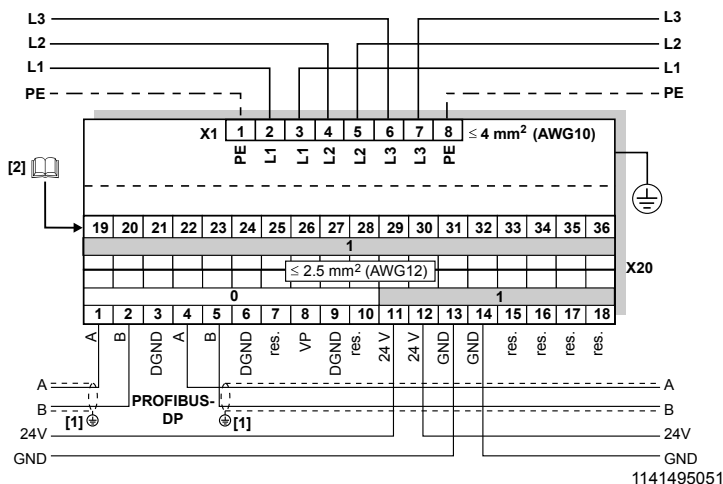 L3 L3
L2 L2
L1 L1
PE PE
X1 1 2 3 4 5 6 7 8 ≤ 4 mm² (AWG10)
PE L1 L1 L2 L2 L3 L3 PE
[2]
19 20 21 22 23 24 25 26 27 28 29 30 31 32 33 34 35 36
1
X20
≤ 2.5 mm² (AWG12)
0 1
1 2 3 4 5 6 7 8 9 10 11 12 13 14 15 16 17 18
A B DGND A B DGND res. VP DGND res. 24 V 24 V GND GND res. res. res. res.
A A
B B
[1] PROFIBUS-DP [1]
24V 24V
GND GND
1141495051